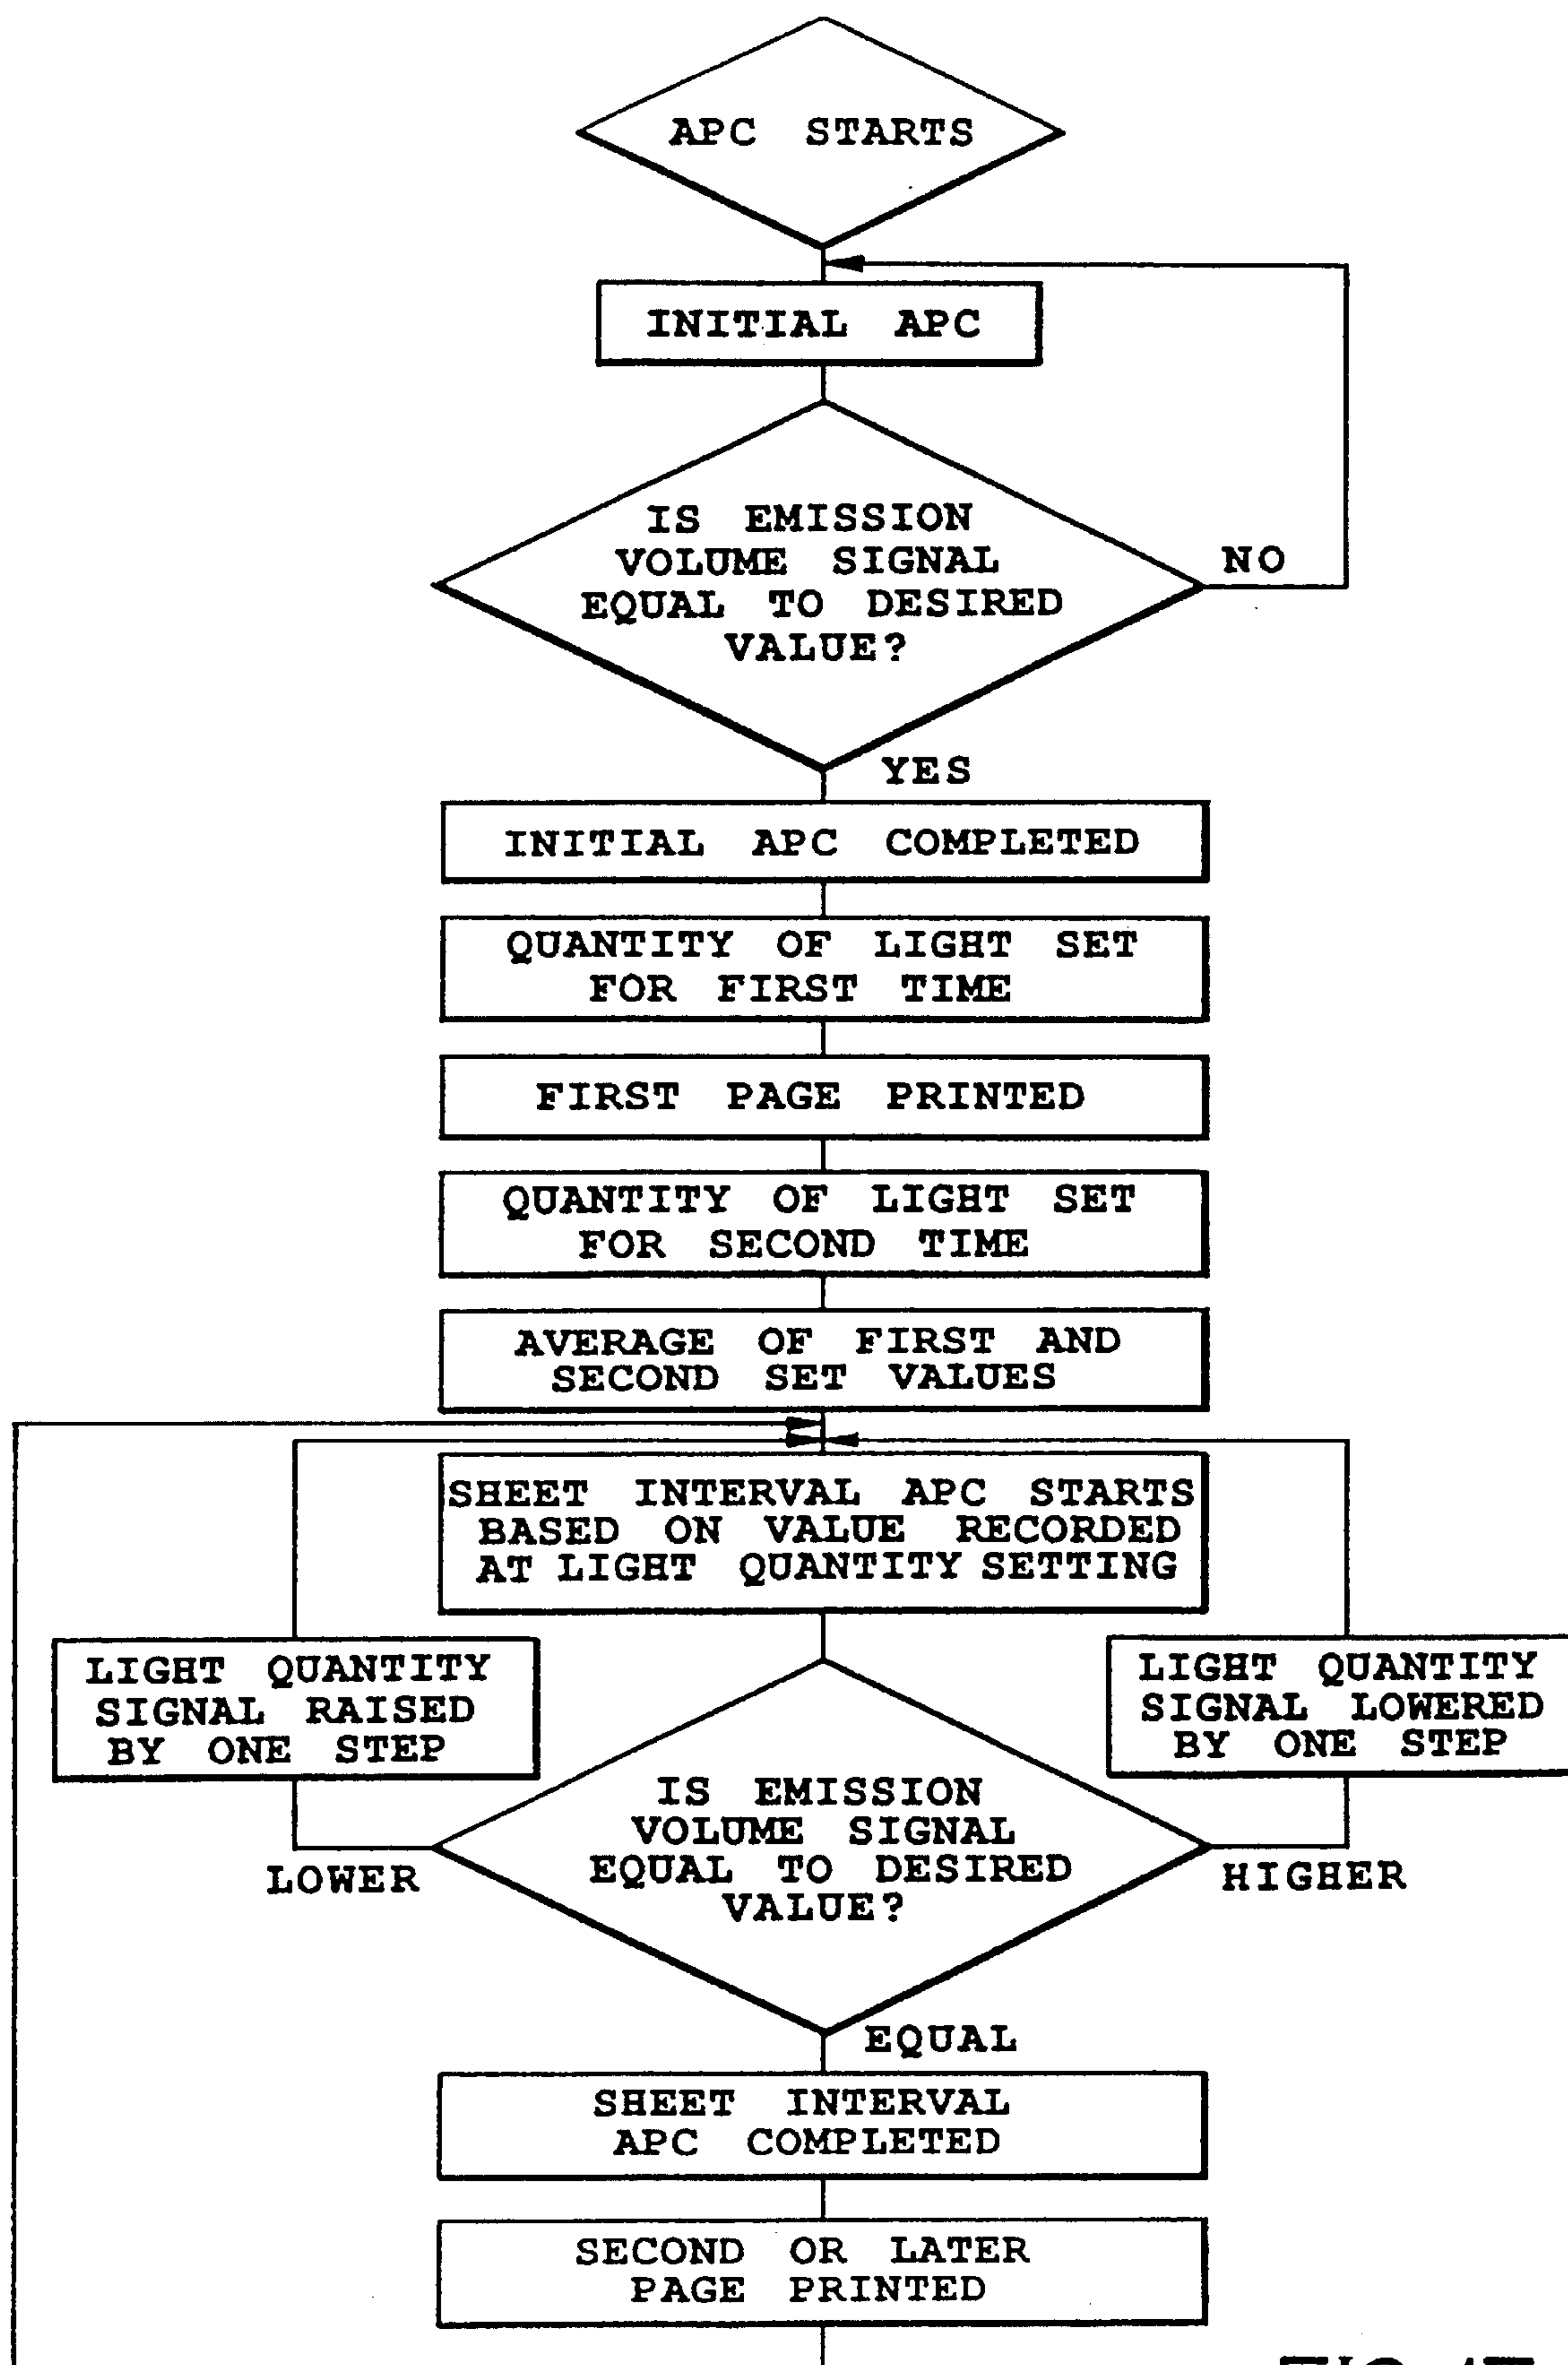 APC STARTS
INITIAL APC
IS EMISSION
VOLUME SIGNAL
EQUAL TO DESIRED
VALUE?
NO
YES
INITIAL APC COMPLETED
QUANTITY OF LIGHT SET
FOR FIRST TIME
FIRST PAGE PRINTED
QUANTITY OF LIGHT SET
FOR SECOND TIME
AVERAGE OF FIRST AND
SECOND SET VALUES
SHEET INTERVAL APC STARTS
BASED ON VALUE RECORDED
AT LIGHT QUANTITY SETTING
LIGHT QUANTITY
SIGNAL RAISED
BY ONE STEP
LIGHT QUANTITY
SIGNAL LOWERED
BY ONE STEP
IS EMISSION
VOLUME SIGNAL
EQUAL TO DESIRED
VALUE?
LOWER
HIGHER
EQUAL
SHEET INTERVAL
APC COMPLETED
SECOND OR LATER
PAGE PRINTED